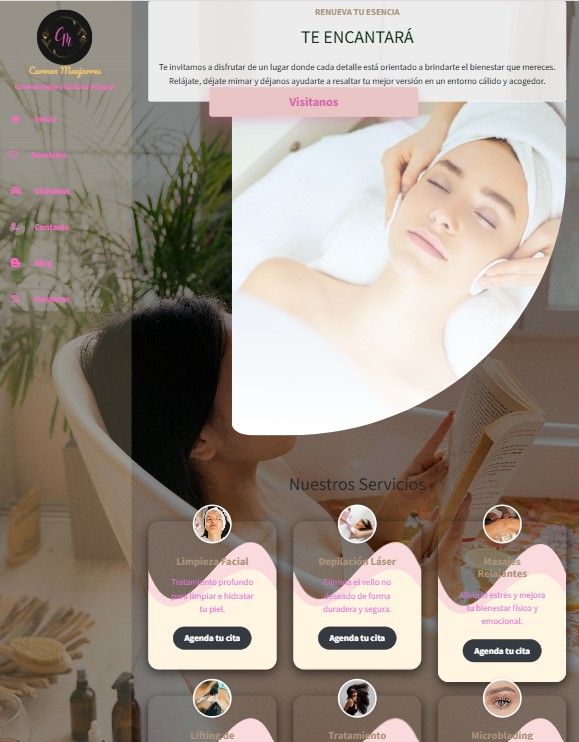 RENUEVA TU ESENCIA
TE ENCANTARÁ
Te invitamos a disfrutar de un lugar donde cada detalle está orientado a brindarte el bienestar que mereces.
Relájate, déjate mimar y déjanos ayudarte a resaltar tu mejor versión en un entorno cálido y acogedor.
Visitanos
Carmen Manjarres
Inicio
Servicios
Visítanos
Contacto
Blog
Nuestros Servicios
Limpieza Facial
Tratamiento profundo
para limpiar e hidratar
tu piel.
Agenda tu cita
Depilación Láser
Elimina el vello no
deseado de forma
duradera y segura.
Agenda tu cita
Masajes
Relajantes
Alivia el estrés y mejora
tu bienestar físico y
emocional.
Agenda tu cita
Lifting de
Tratamiento
Microblading